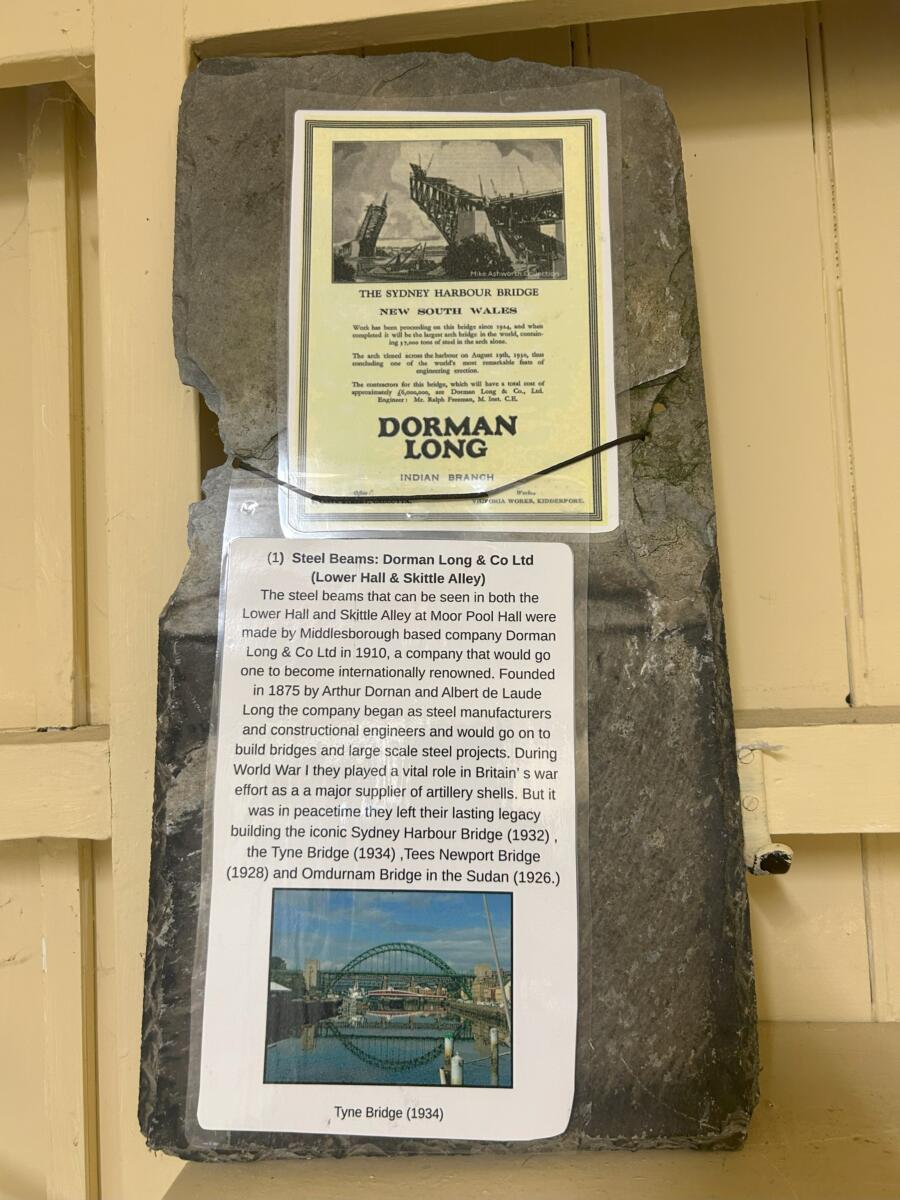 Mike Ashworth Collection
THE SYDNEY HARBOUR BRIDGE
NEW SOUTH WALES
Work has been proceeding on this bridge since 1924, and when
completed it will be the largest arch bridge in the world, contain-
ing 37,000 tons of steel in the arch alone.
The arch closed across the harbour on August 19th, 1930, thus
concluding one of the world's most remarkable feats of
engineering erection.
The contractors for this bridge, which will have a total cost of
approximately £6,000,000, are Dorman Long & Co., Ltd.
Engineer: Mr. Ralph Freeman, M. Inst. C.E.
DORMAN
LONG
INDIAN BRANCH
Works,
VICTORIA WORKS, KIDDERPORE.
(1) Steel Beams: Dorman Long & Co Ltd
(Lower Hall & Skittle Alley)
The steel beams that can be seen in both the
Lower Hall and Skittle Alley at Moor Pool Hall were
made by Middlesborough based company Dorman
Long & Co Ltd in 1910, a company that would go
one to become internationally renowned. Founded
in 1875 by Arthur Dornan and Albert de Laude
Long the company began as steel manufacturers
and constructional engineers and would go on to
build bridges and large scale steel projects. During
World War I they played a vital role in Britain' s war
effort as a a major supplier of artillery shells. But it
was in peacetime they left their lasting legacy
building the iconic Sydney Harbour Bridge (1932) ,
the Tyne Bridge (1934) ,Tees Newport Bridge
(1928) and Omdurnam Bridge in the Sudan (1926.)
Tyne Bridge (1934)